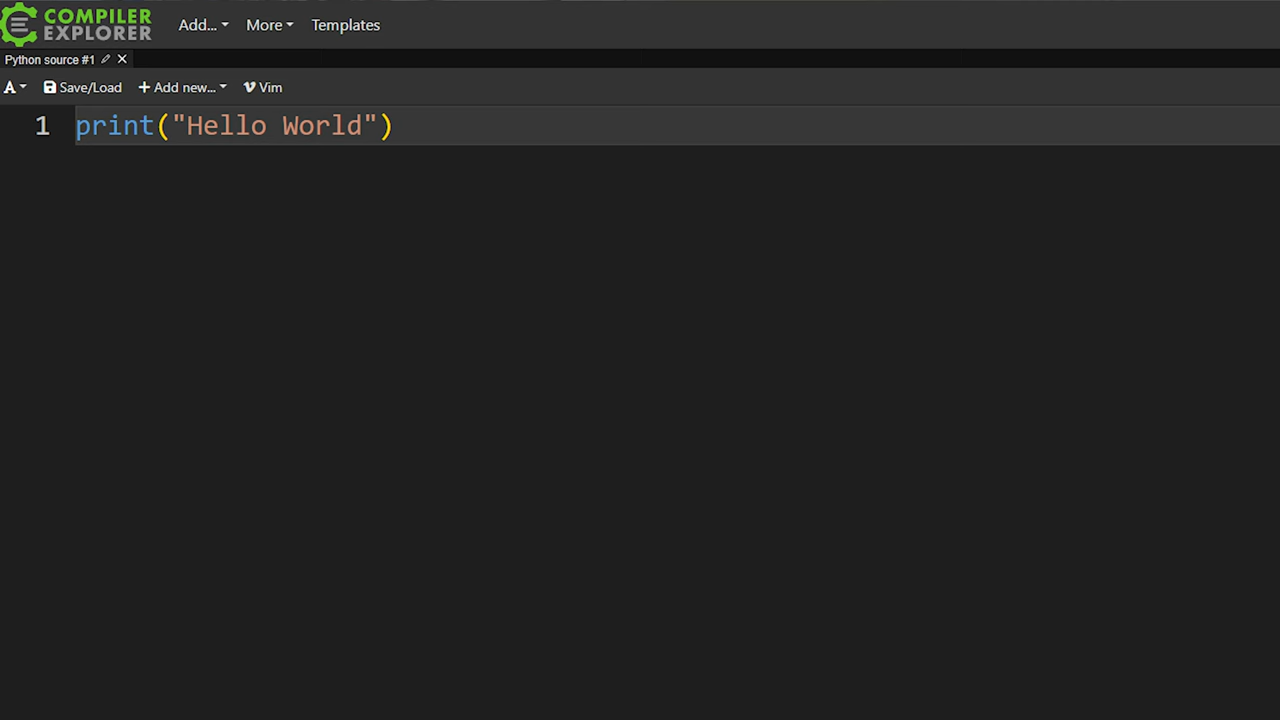 COMPILER
EXPLORER
Add... More Templates
Python source #1
A Save/Load + Add new... Vim
1 print("Hello World")